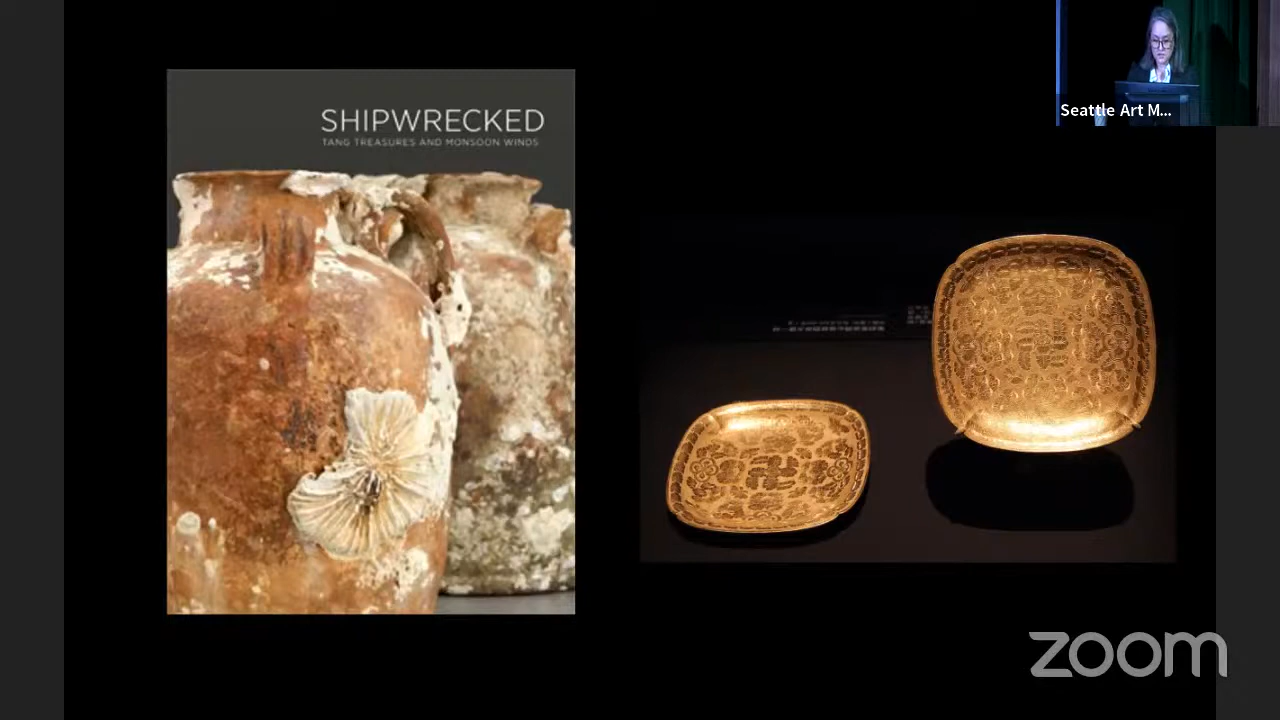 SHIPWRECKED
TANG TREASURES AND MONSOON WINDS
Seattle Art M...
zoom